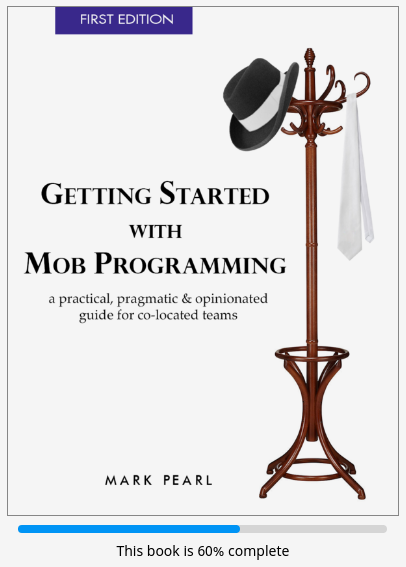 FIRST EDITION
GETTING STARTED
WITH
MOB PROGRAMMING
a practical, pragmatic & opinionated
guide for co-located teams
MARK PEARL
This book is 60% complete